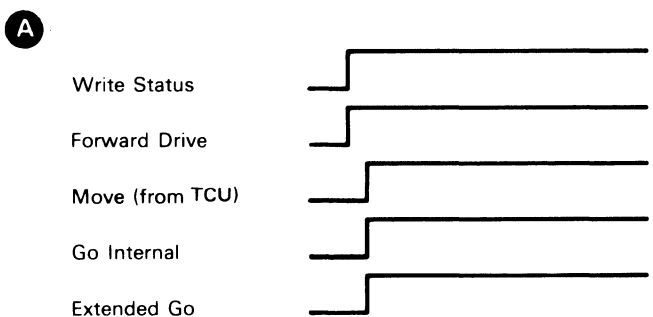 A
Write Status
Forward Drive
Move (from TCU)
Go Internal
Extended Go